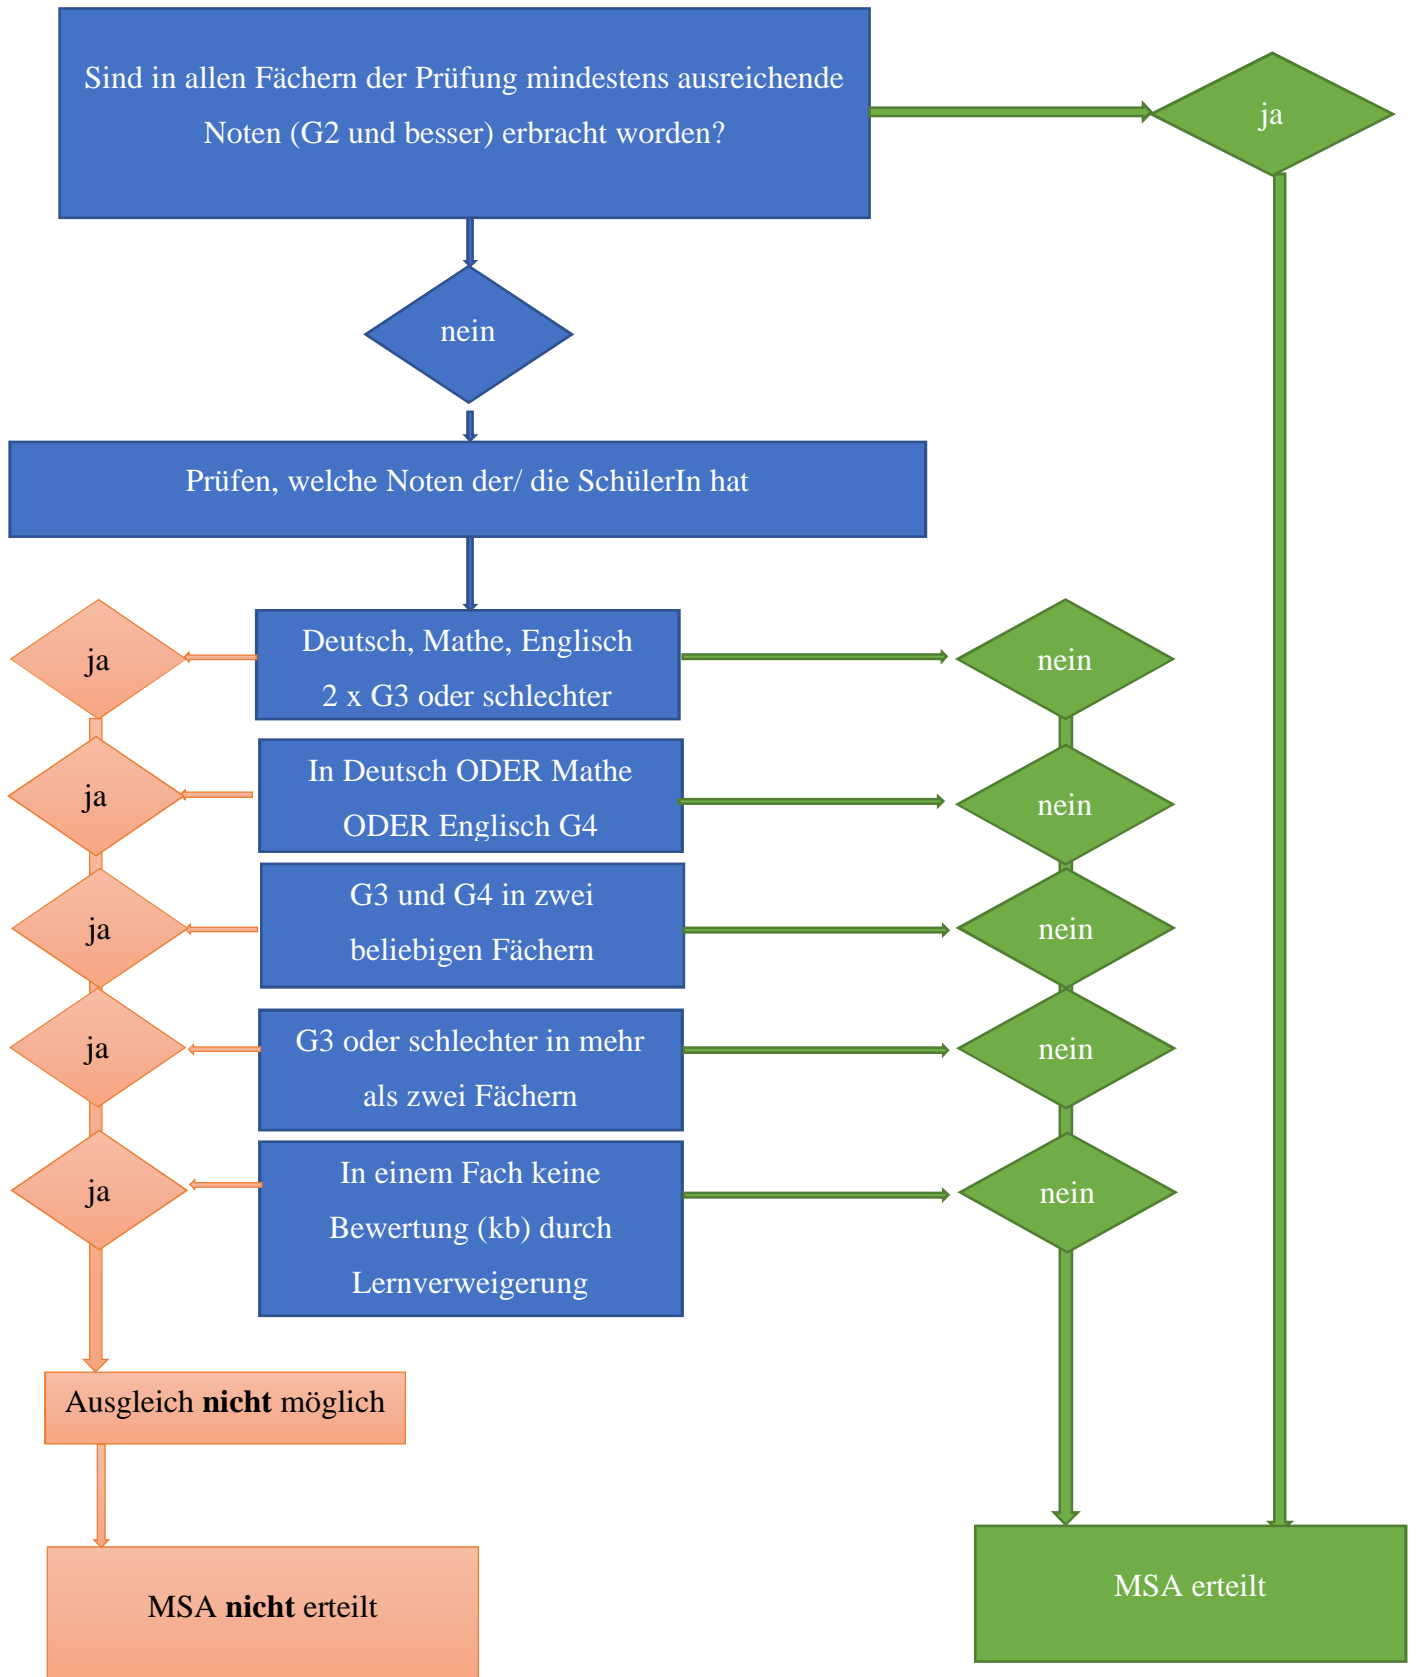 Sind in allen Fächern der Prüfung mindestens ausreichende
Noten (G2 und besser) erbracht worden?
ja
nein
Prüfen, welche Noten der/ die SchülerIn hat
ja
Deutsch, Mathe, Englisch
2 x G3 oder schlechter
nein
ja
In Deutsch ODER Mathe
ODER Englisch G4
nein
ja
G3 und G4 in zwei
beliebigen Fächern
nein
ja
G3 oder schlechter in mehr
als zwei Fächern
nein
ja
In einem Fach keine
Bewertung (kb) durch
Lernverweigerung
nein
Ausgleich nicht möglich
MSA nicht erteilt
MSA erteilt